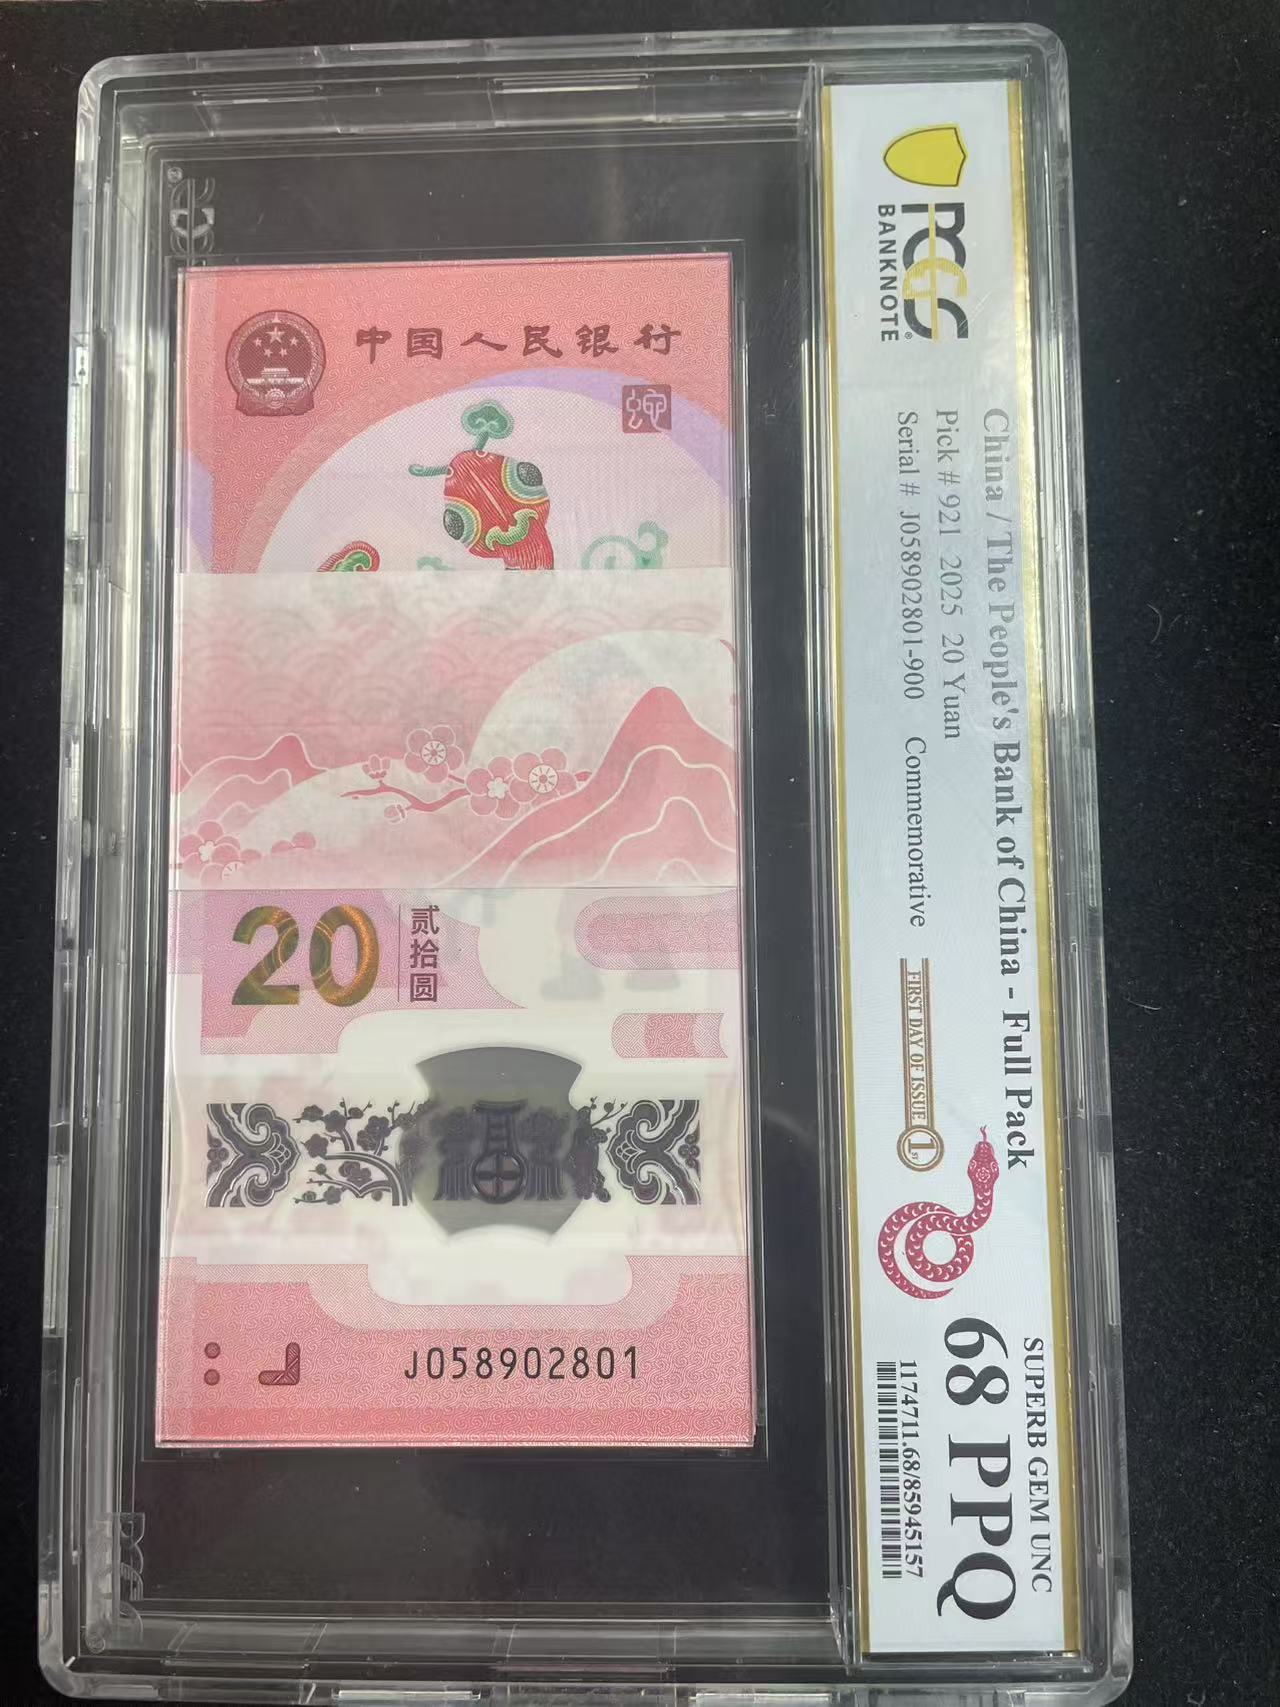 中国人民银行
蛇
20
贰拾圆
J058902801
PCGS
BANKNOTE
China / The People's Bank of China - Full Pack
Pick # 921 2025 20 Yuan
Serial # J058902801-900 Commemorative
FIRST DAY OF ISSUE 1ST
SUPERB GEM UNC
68 PPQ
1174711.68/85945157